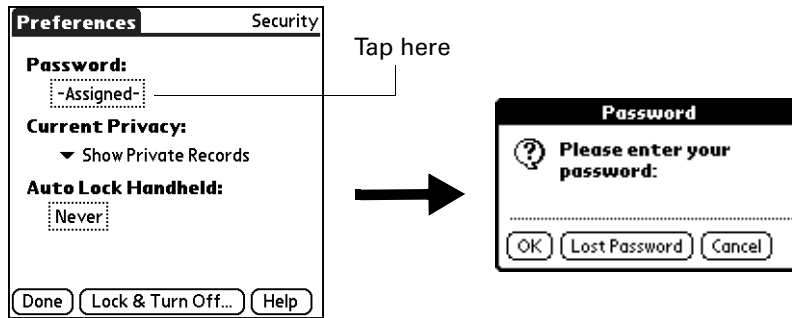 Preferences Security
Password:
-Assigned-
Current Privacy:
Show Private Records
Auto Lock Handheld:
Never
Done Lock & Turn Off... Help
Tap here
Password
Please enter your
password:
OK Lost Password Cancel